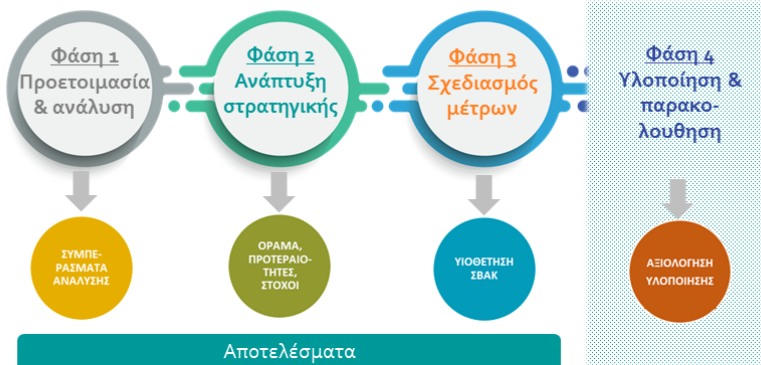 Φάση 1
Προετοιμασία
& ανάλυση
Φάση 2
Ανάπτυξη
στρατηγικής
Φάση 3
Σχεδιασμός
μέτρων
Φάση 4
Υλοποίηση &
παρακο-
λουθηση
ΣΥΜΠΕ-
ΡΑΣΜΑΤΑ
ΑΝΑΛΥΣΗΣ
ΟΡΑΜΑ,
ΠΡΟΤΕΡΑΙΟ-
ΤΗΤΕΣ,
ΣΤΟΧΟΙ
ΥΙΟΘΕΤΗΣΗ
ΣΒΑΚ
ΑΞΙΟΛΟΓΗΣΗ
ΥΛΟΠΟΙΗΣΗΣ
Αποτελέσματα